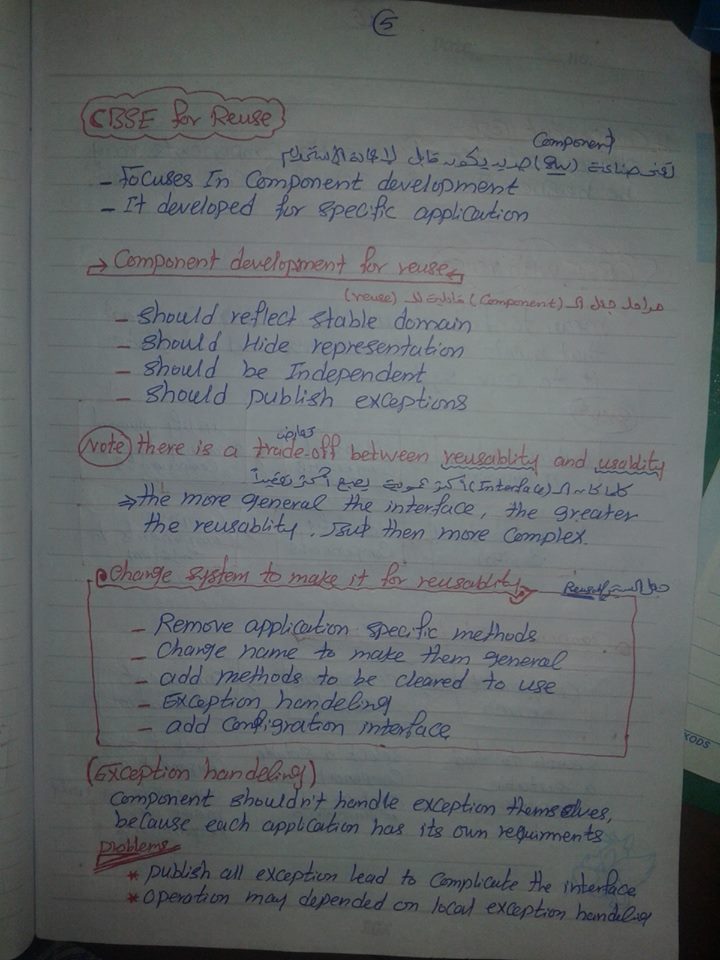 5
CBSE for Reuse
Component
تعني صناعة (sw) جديد يكون قابل لاعادة الاستخدام
- Focuses In Component development
- It developed for specific application
→ Component development for reuse ←
مراحل جعل الـ (Component) قابلة للـ (reuse)
- should reflect stable domain
- should Hide representation
- should be Independent
- should publish exceptions
تعارض
Note there is a trade-off between reusablity and usablity
كلما كان الـ (Interface) أكثر عمومية يصبح أكثر تعقيداً
⇒ the more general the interface, the greater
the reusablity. But then more Complex.
Change system to make it for reusablity
جعل السيستم Reuse
- Remove application specific methods
- Change name to make them general
- add methods to be cleared to use
- Exception handeling
- add Configration interface
(Exception handeling)
Component shouldn't handle exception themselves,
because each application has its own requirments
problems
* publish all exception lead to Complicate the interface
* operation may depended on local exception handeling